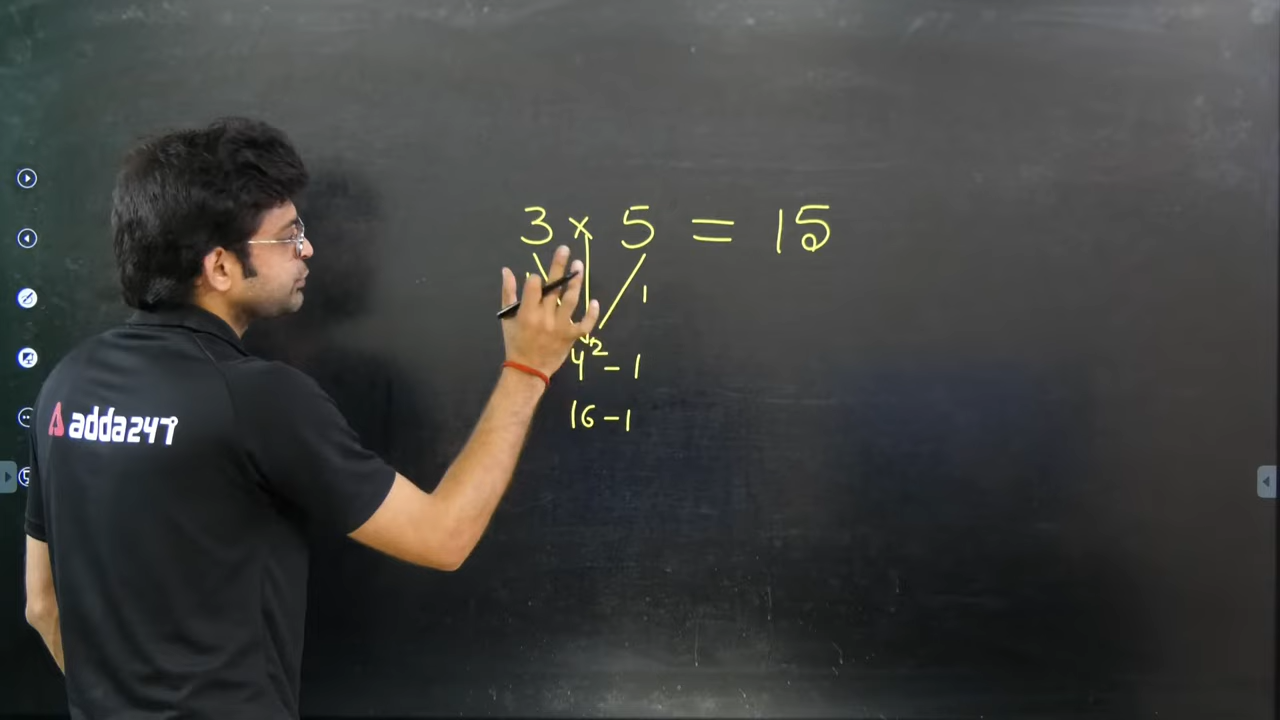 3 × 5 = 15
1
4² - 1
16 - 1
adda247